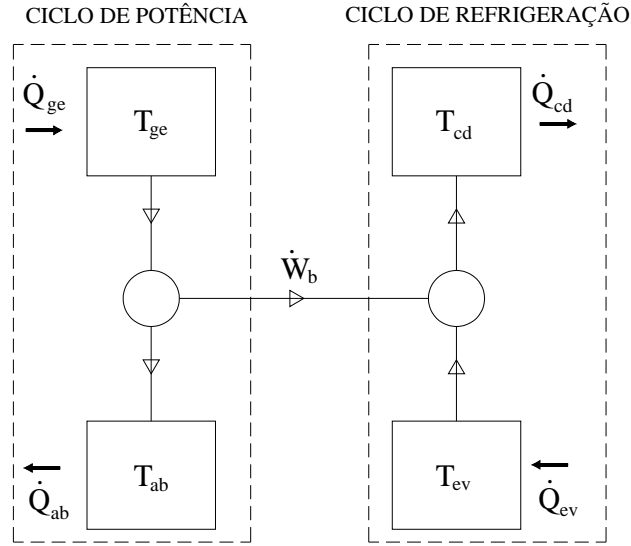 CICLO DE POTÊNCIA
CICLO DE REFRIGERAÇÃO
Q̇ge
Tge
Tcd
Q̇cd
Ẇb
Q̇ab
Tab
Tev
Q̇ev